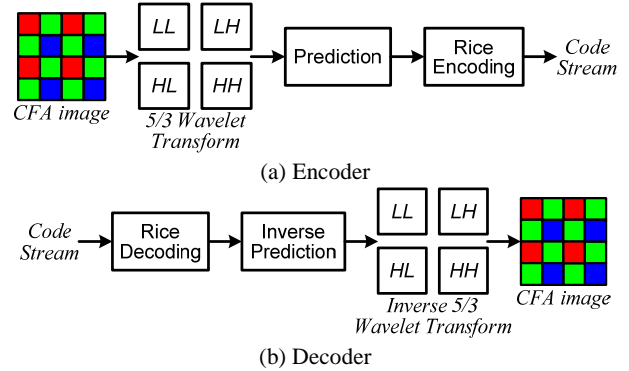 LL LH
HL HH
Prediction
Rice
Encoding
Code
Stream
CFA image
5/3 Wavelet
Transform
(a) Encoder
Code
Stream
Rice
Decoding
Inverse
Prediction
LL LH
HL HH
Inverse 5/3
Wavelet Transform
CFA image
(b) Decoder